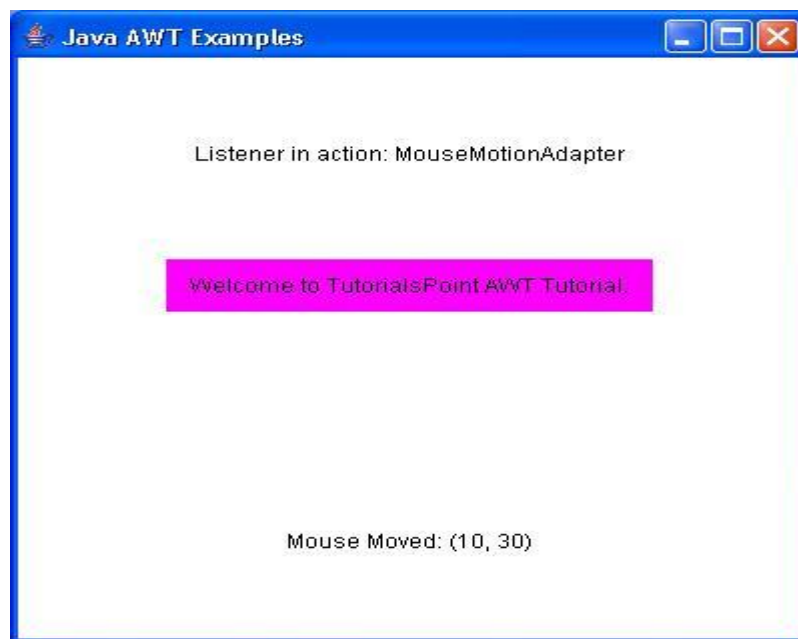 Java AWT Examples
Listener in action: MouseMotionAdapter
Welcome to TutorialsPoint AWT Tutorial.
Mouse Moved: (10, 30)